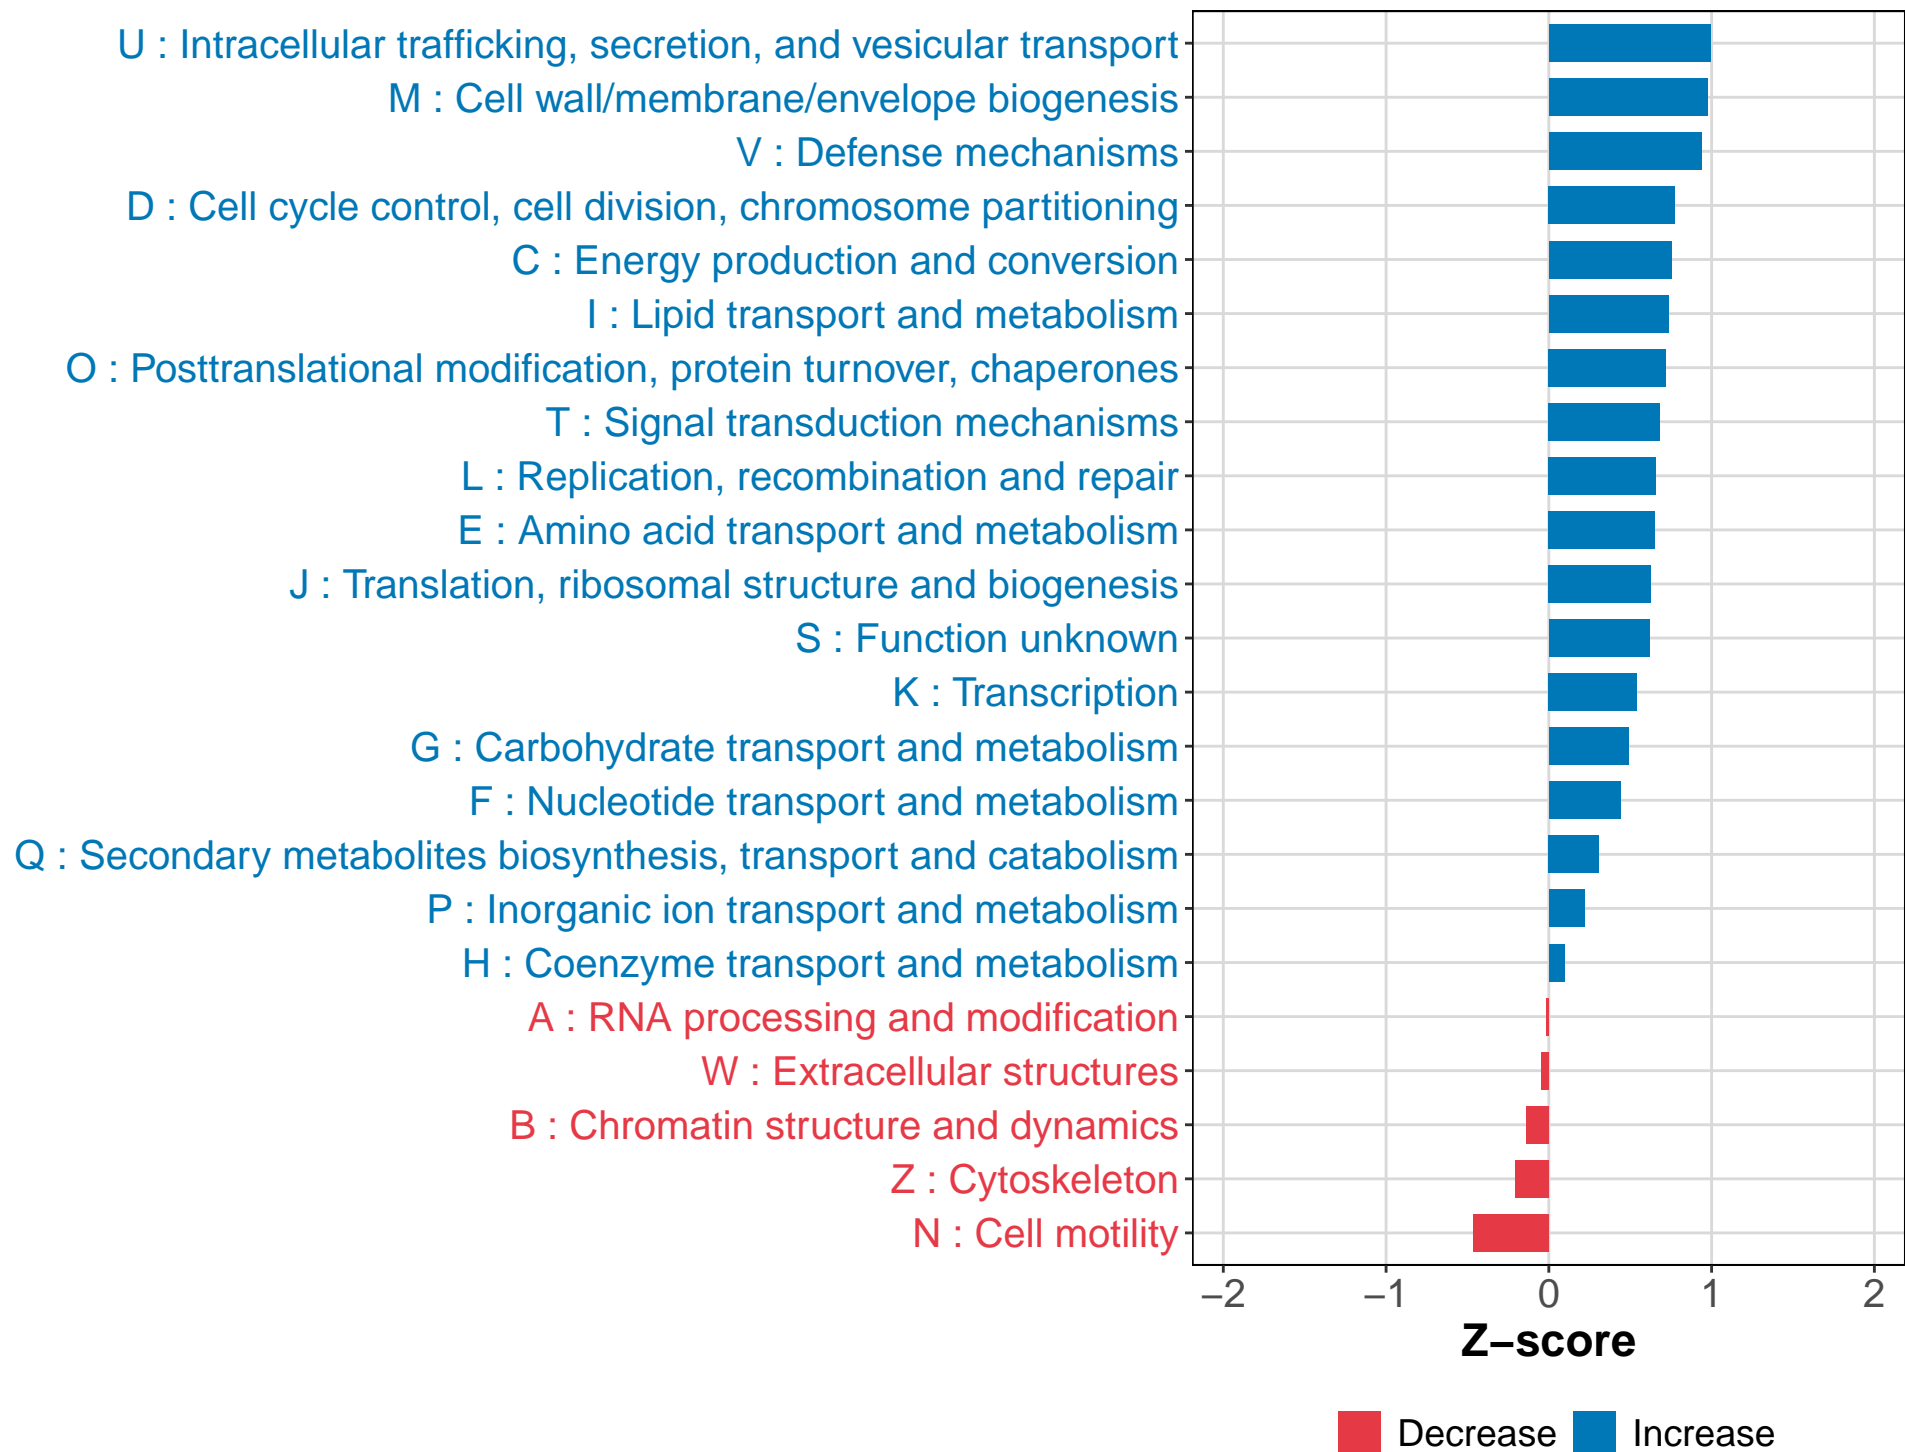 U : Intracellular trafficking, secretion, and vesicular transport
M : Cell wall/membrane/envelope biogenesis
V : Defense mechanisms
D : Cell cycle control, cell division, chromosome partitioning
C : Energy production and conversion
I : Lipid transport and metabolism
O : Posttranslational modification, protein turnover, chaperones
T : Signal transduction mechanisms
L : Replication, recombination and repair
E : Amino acid transport and metabolism
J : Translation, ribosomal structure and biogenesis
S : Function unknown
K : Transcription
G : Carbohydrate transport and metabolism
F : Nucleotide transport and metabolism
Q : Secondary metabolites biosynthesis, transport and catabolism
P : Inorganic ion transport and metabolism
H : Coenzyme transport and metabolism
A : RNA processing and modification
W : Extracellular structures
B : Chromatin structure and dynamics
Z : Cytoskeleton
N : Cell motility
−2 −1 0 1 2
Z−score
Decrease Increase